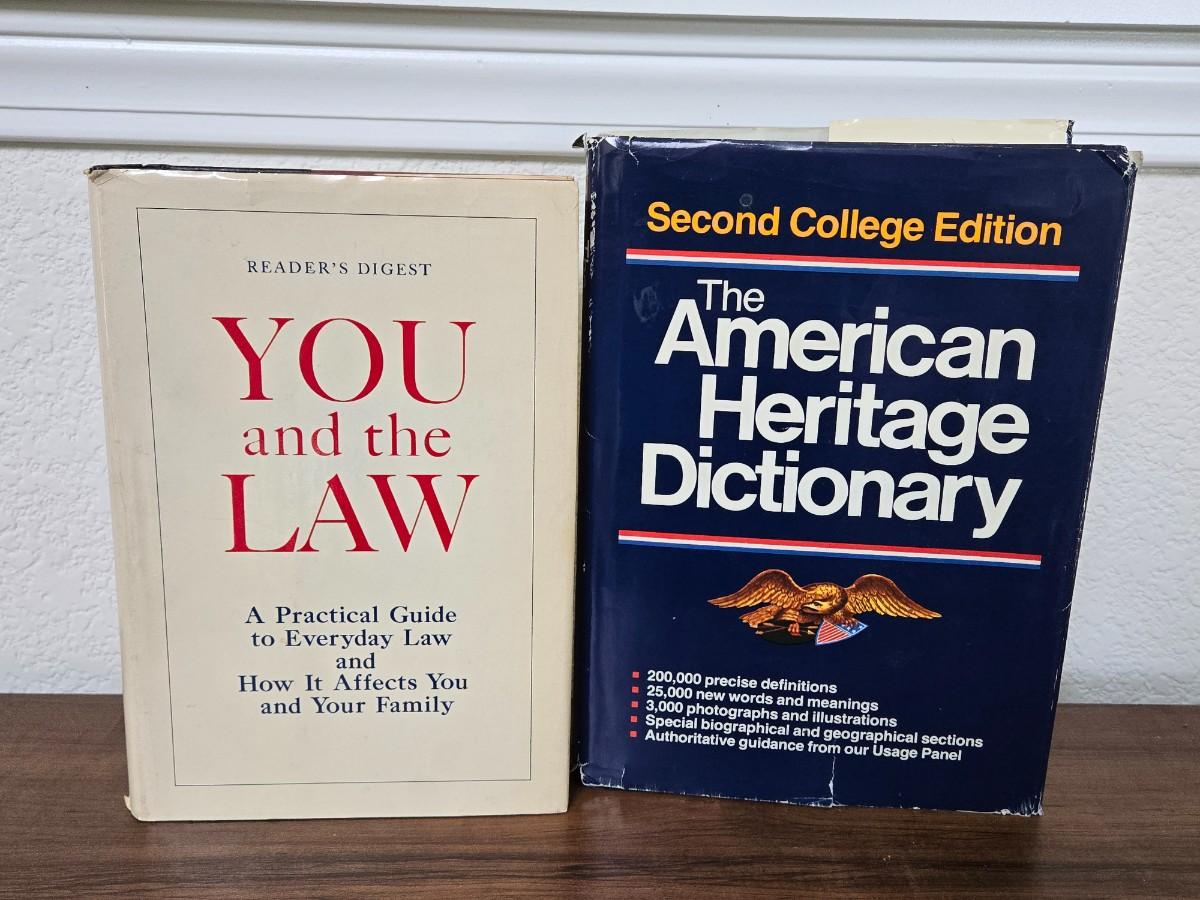 READER'S DIGEST
YOU
and the
LAW
A Practical Guide
to Everyday Law
and
How It Affects You
and Your Family
Second College Edition
The
American
Heritage
Dictionary
200,000 precise definitions
25,000 new words and meanings
3,000 photographs and illustrations
Special biographical and geographical sections
Authoritative guidance from our Usage Panel